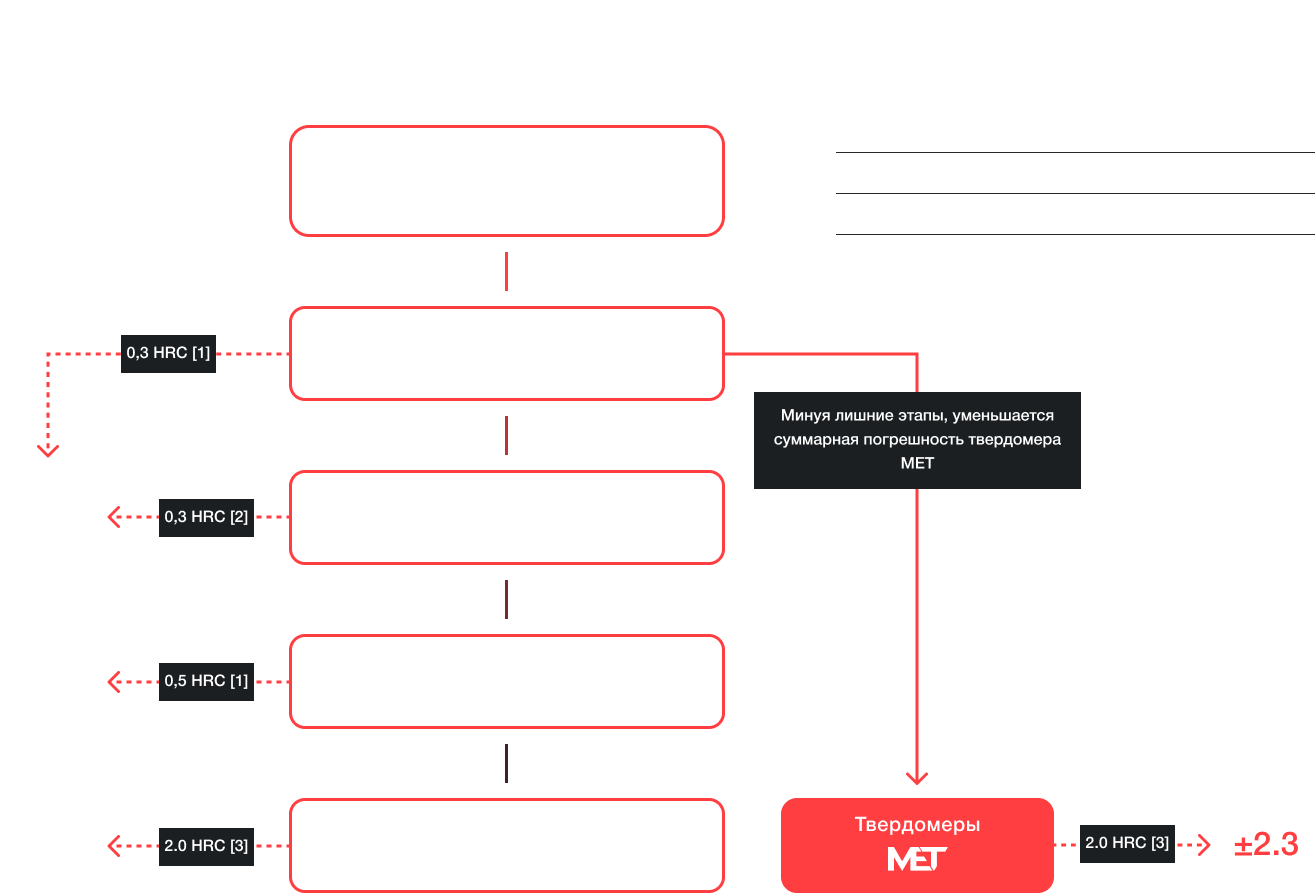 0,3 HRC [1]
Минуя лишние этапы, уменьшается
суммарная погрешность твердомера
МЕТ
0,3 HRC [2]
0,5 HRC [1]
2.0 HRC [3]
Твердомеры
МЕТ
2.0 HRC [3]
±2.3